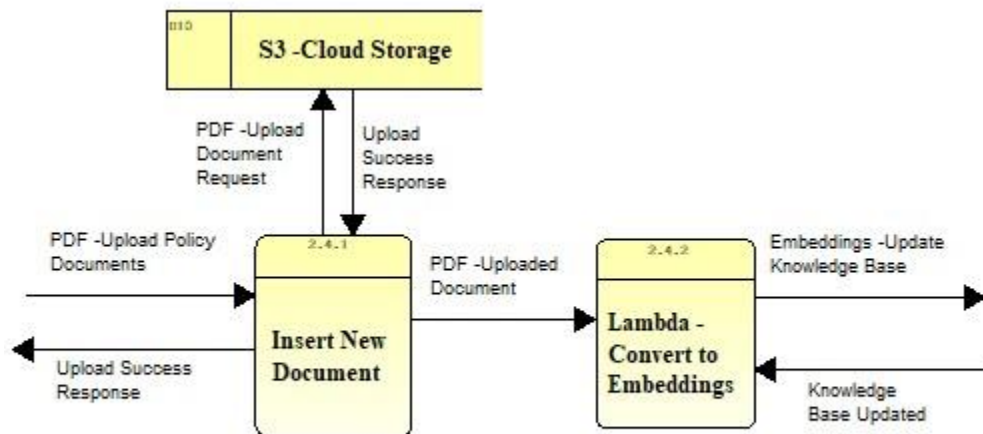 D10
S3 -Cloud Storage
PDF -Upload
Document
Request
Upload
Success
Response
PDF -Upload Policy
Documents
2.4.1
Insert New
Document
Upload Success
Response
PDF -Uploaded
Document
2.4.2
Lambda -
Convert to
Embeddings
Embeddings -Update
Knowledge Base
Knowledge
Base Updated